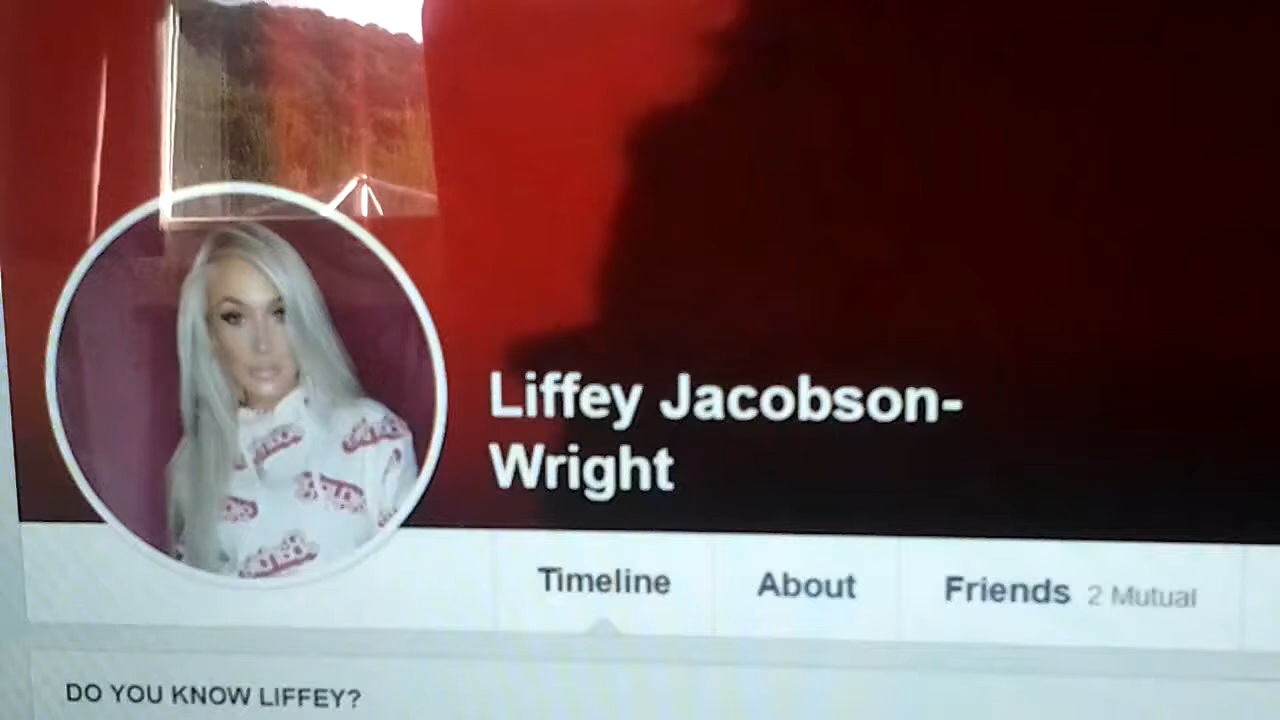 Liffey Jacobson-
Wright
Timeline
About
Friends 2 Mutual
DO YOU KNOW LIFFEY?